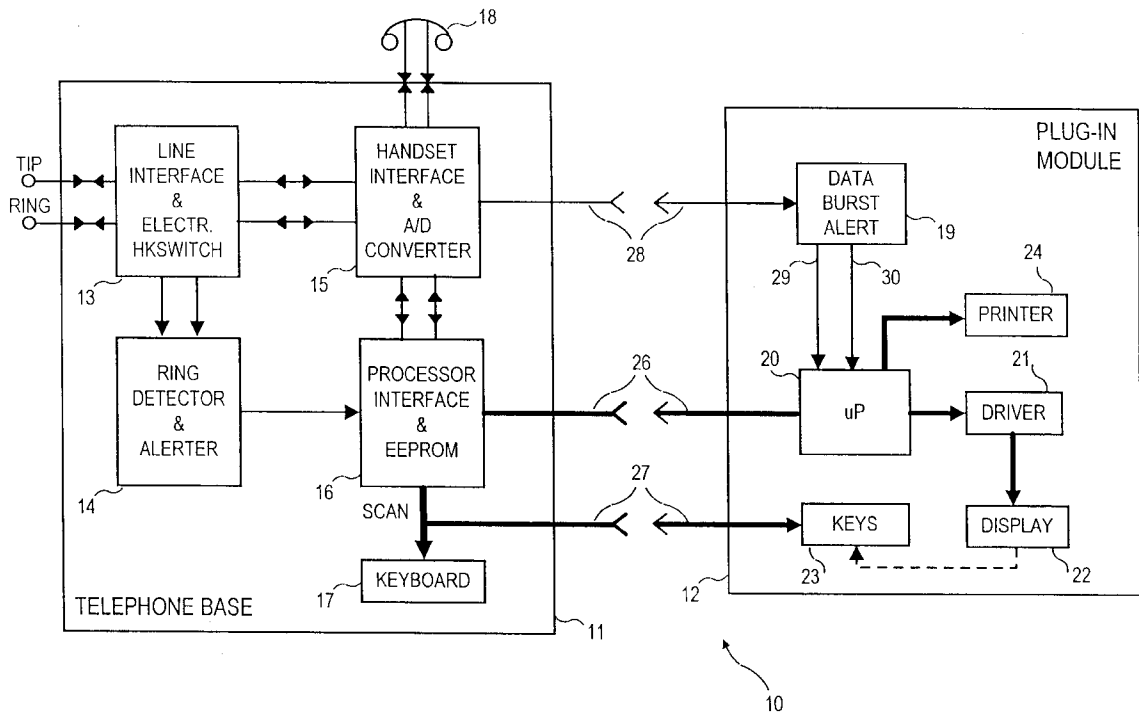 18
TIP
RING
LINE
INTERFACE
&
ELECTR.
HKSWITCH
13
HANDSET
INTERFACE
&
A/D
CONVERTER
15
28
RING
DETECTOR
&
ALERTER
14
PROCESSOR
INTERFACE
&
EEPROM
16
26
SCAN
27
KEYBOARD
17
TELEPHONE BASE
11
PLUG-IN
MODULE
DATA
BURST
ALERT
19
29
30
24
PRINTER
20
uP
21
DRIVER
KEYS
23
DISPLAY
22
12
10